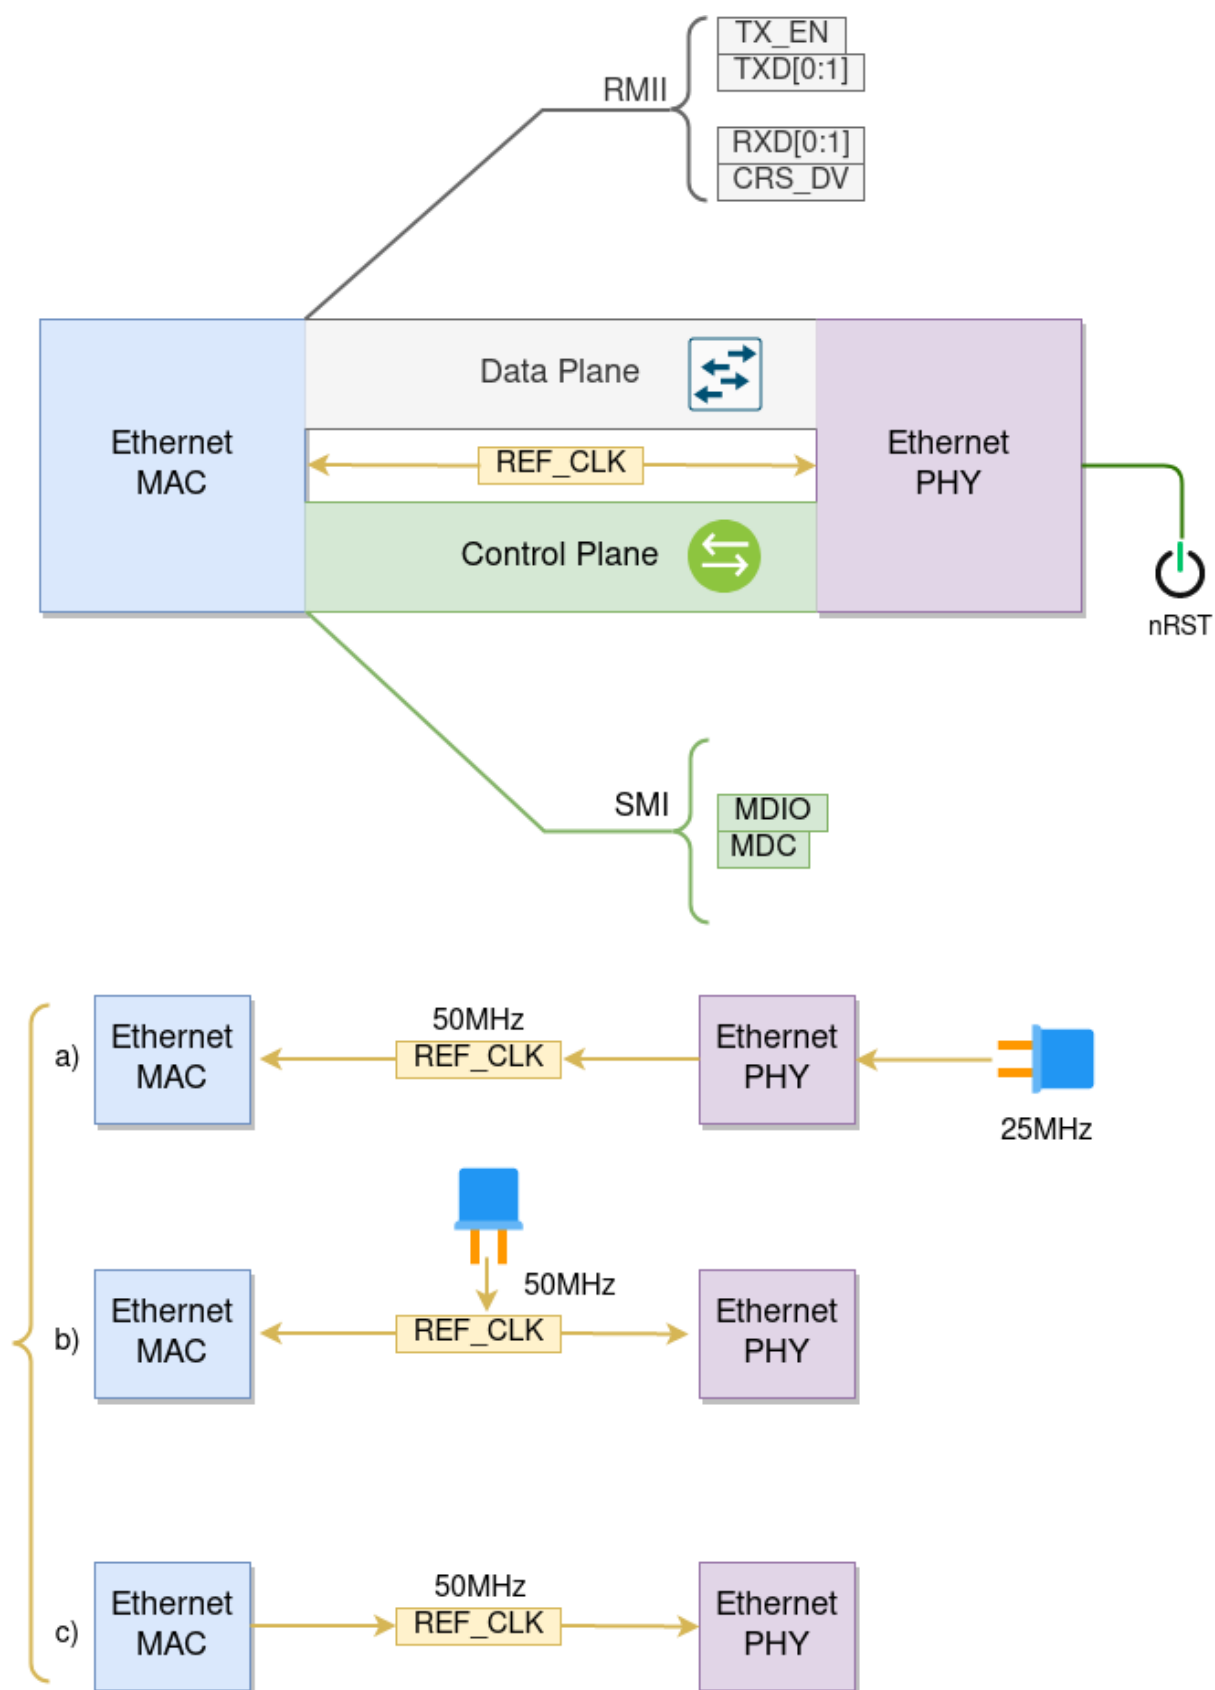 TX_EN
TXD[0:1]
RMII
RXD[0:1]
CRS_DV
Ethernet
MAC
Data Plane
REF_CLK
Control Plane
Ethernet
PHY
nRST
SMI
MDIO
MDC
a)
Ethernet
MAC
50MHz
REF_CLK
Ethernet
PHY
25MHz
b)
Ethernet
MAC
50MHz
REF_CLK
Ethernet
PHY
c)
Ethernet
MAC
50MHz
REF_CLK
Ethernet
PHY